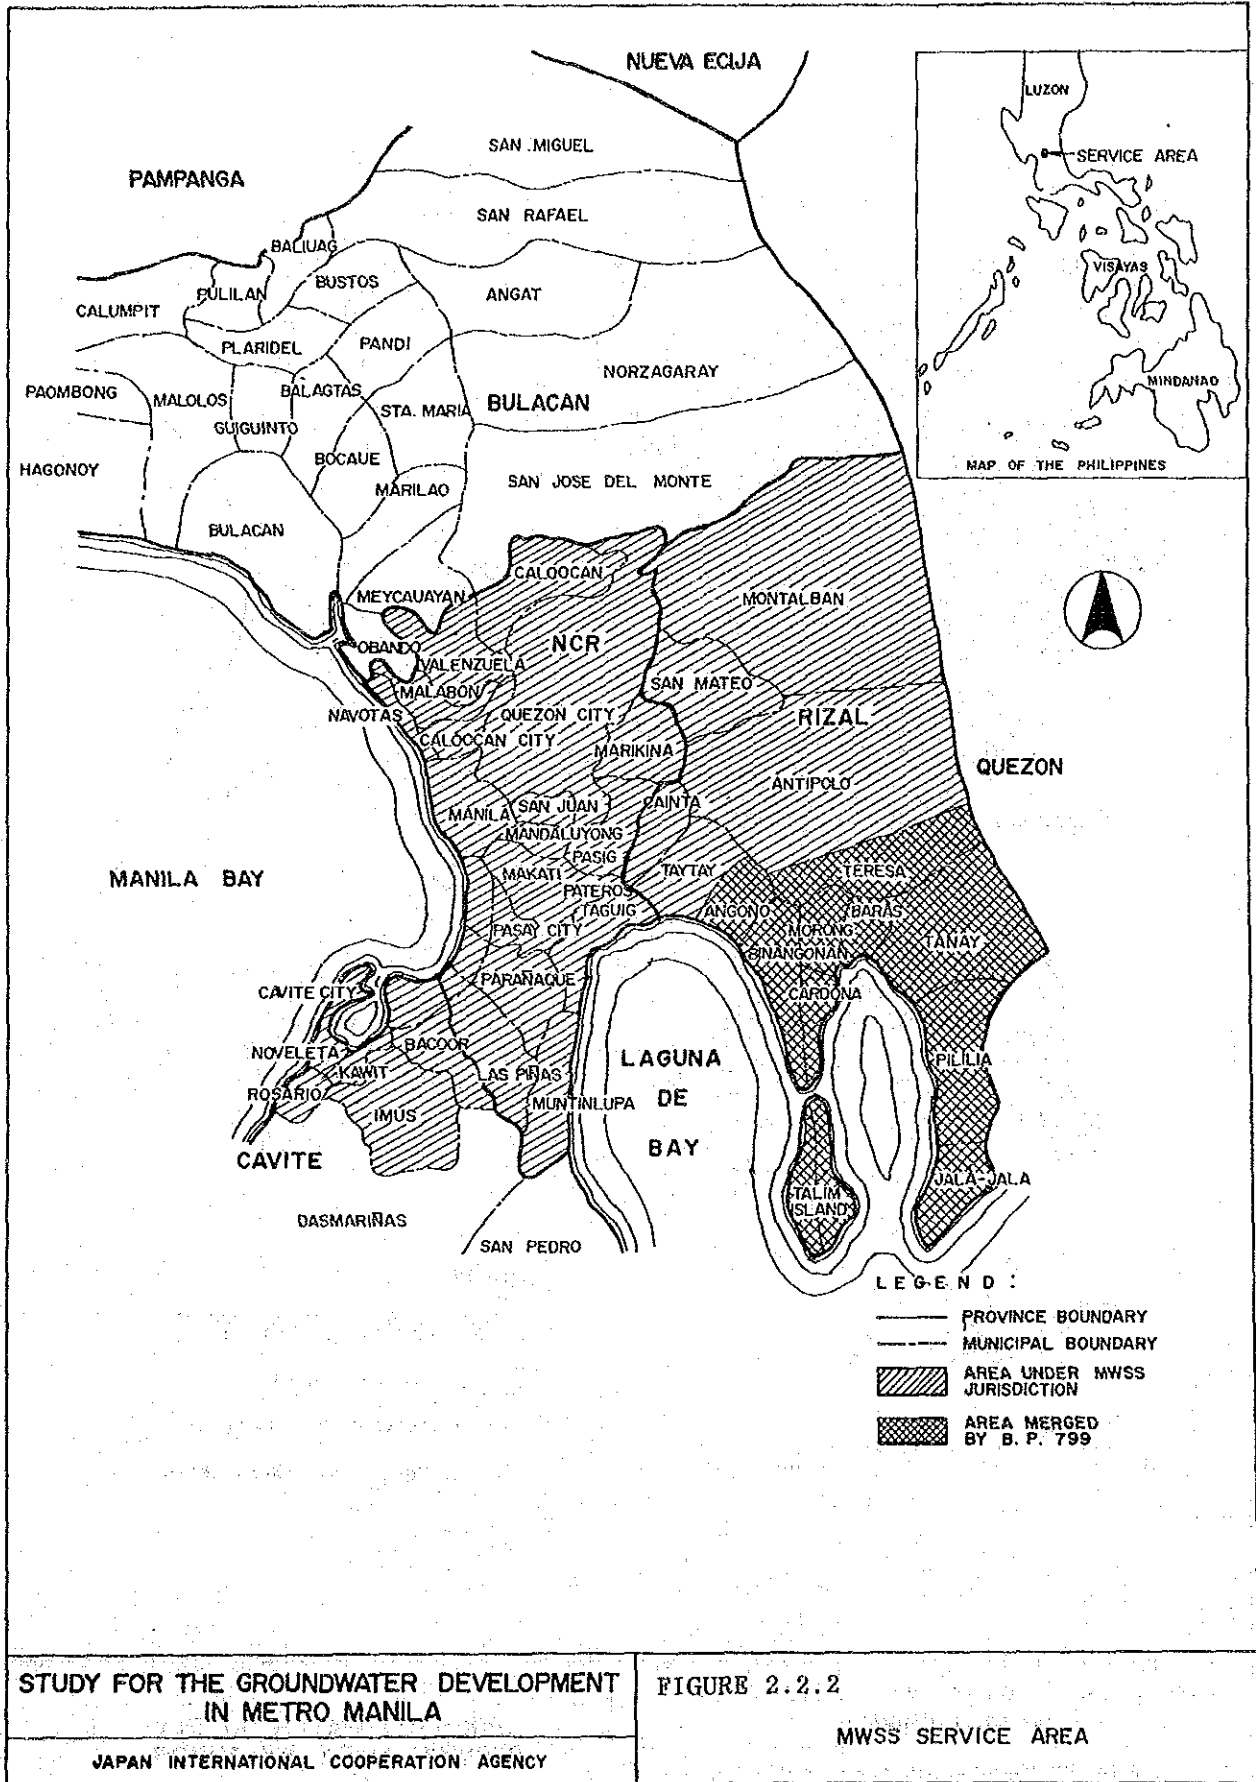 NUEVA ECIJA
LUZON
SAN MIGUEL
SERVICE AREA
PAMPANGA
SAN RAFAEL
BALIUAG
VISAYAS
BUSTOS
PULILAN
ANGAT
CALUMPIT
PLARIDEL
PANDI
NORZAGARAY
MINDANAO
PAOMBONG
MALOLOS
BALAGTAS
STA. MARIA
BULACAN
GUIGUINTO
BOCAUE
HAGONOY
MAP OF THE PHILIPPINES
MARILAO
SAN JOSE DEL MONTE
BULACAN
CALOOCAN
MEYCAUAYAN
MONTALBAN
OBANDO
NCR
VALENZUELA
MALABON
SAN MATEO
NAVOTAS
QUEZON CITY
RIZAL
CALOCCAN CITY
MARIKINA
QUEZON
ANTIPOLO
MANILA
SAN JUAN
CAINTA
MANDALUYONG
PASIG
MANILA BAY
MAKATI
TAYTAY
TERESA
PATEROS
TAGUIG
ANGONO
BARAS
PASAY CITY
MORONG
BINANGONAN
TANAY
PARAÑAQUE
CAVITE CITY
CARDONA
BACOOR
NOVELETA
LAGUNA
DE
BAY
PILILIA
KAWIT
LAS PIÑAS
ROSARIO
IMUS
MUNTINLUPA
CAVITE
JALA-JALA
TALIM
ISLAND
DASMARIÑAS
SAN PEDRO
LEGEND :
PROVINCE BOUNDARY
MUNICIPAL BOUNDARY
AREA UNDER MWSS
JURISDICTION
AREA MERGED
BY B. P. 799
STUDY FOR THE GROUNDWATER DEVELOPMENT
IN METRO MANILA
JAPAN INTERNATIONAL COOPERATION AGENCY
FIGURE 2.2.2
MWSS SERVICE AREA